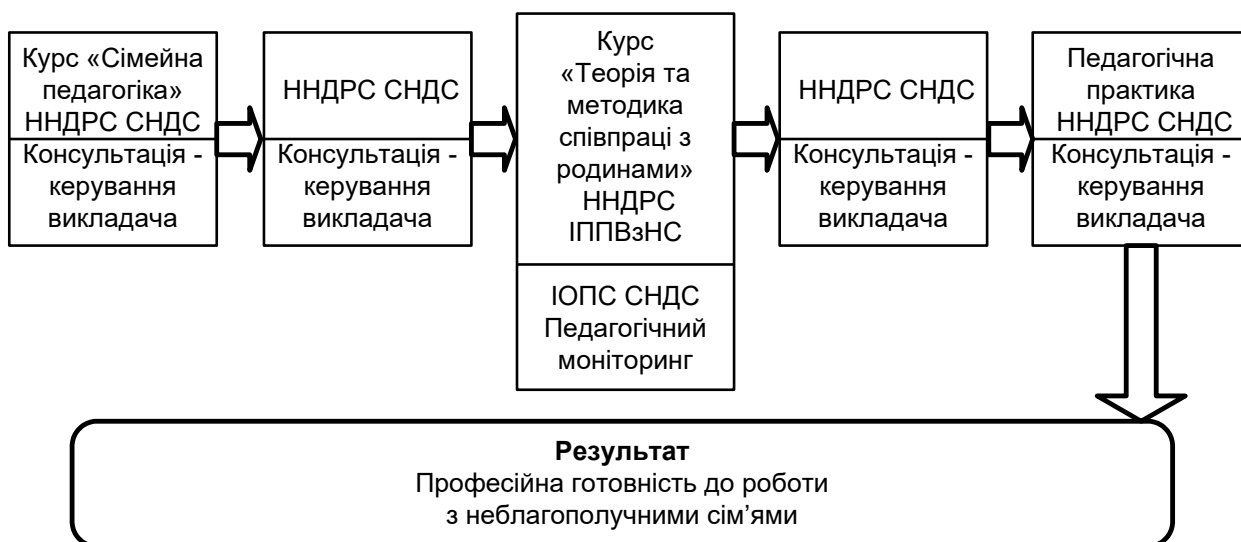 Курс «Сімейна
педагогіка»
ННДРС СНДС
Консультація -
керування
викладача
ННДРС СНДС
Консультація -
керування
викладача
Курс
«Теорія та
методика
співпраці з
родинами»
ННДРС
ІППВзНС
ІОПС СНДС
Педагогічний
моніторинг
ННДРС СНДС
Консультація -
керування
викладача
Педагогічна
практика
ННДРС СНДС
Консультація -
керування
викладача
Результат
Професійна готовність до роботи
з неблагополучними сім’ями